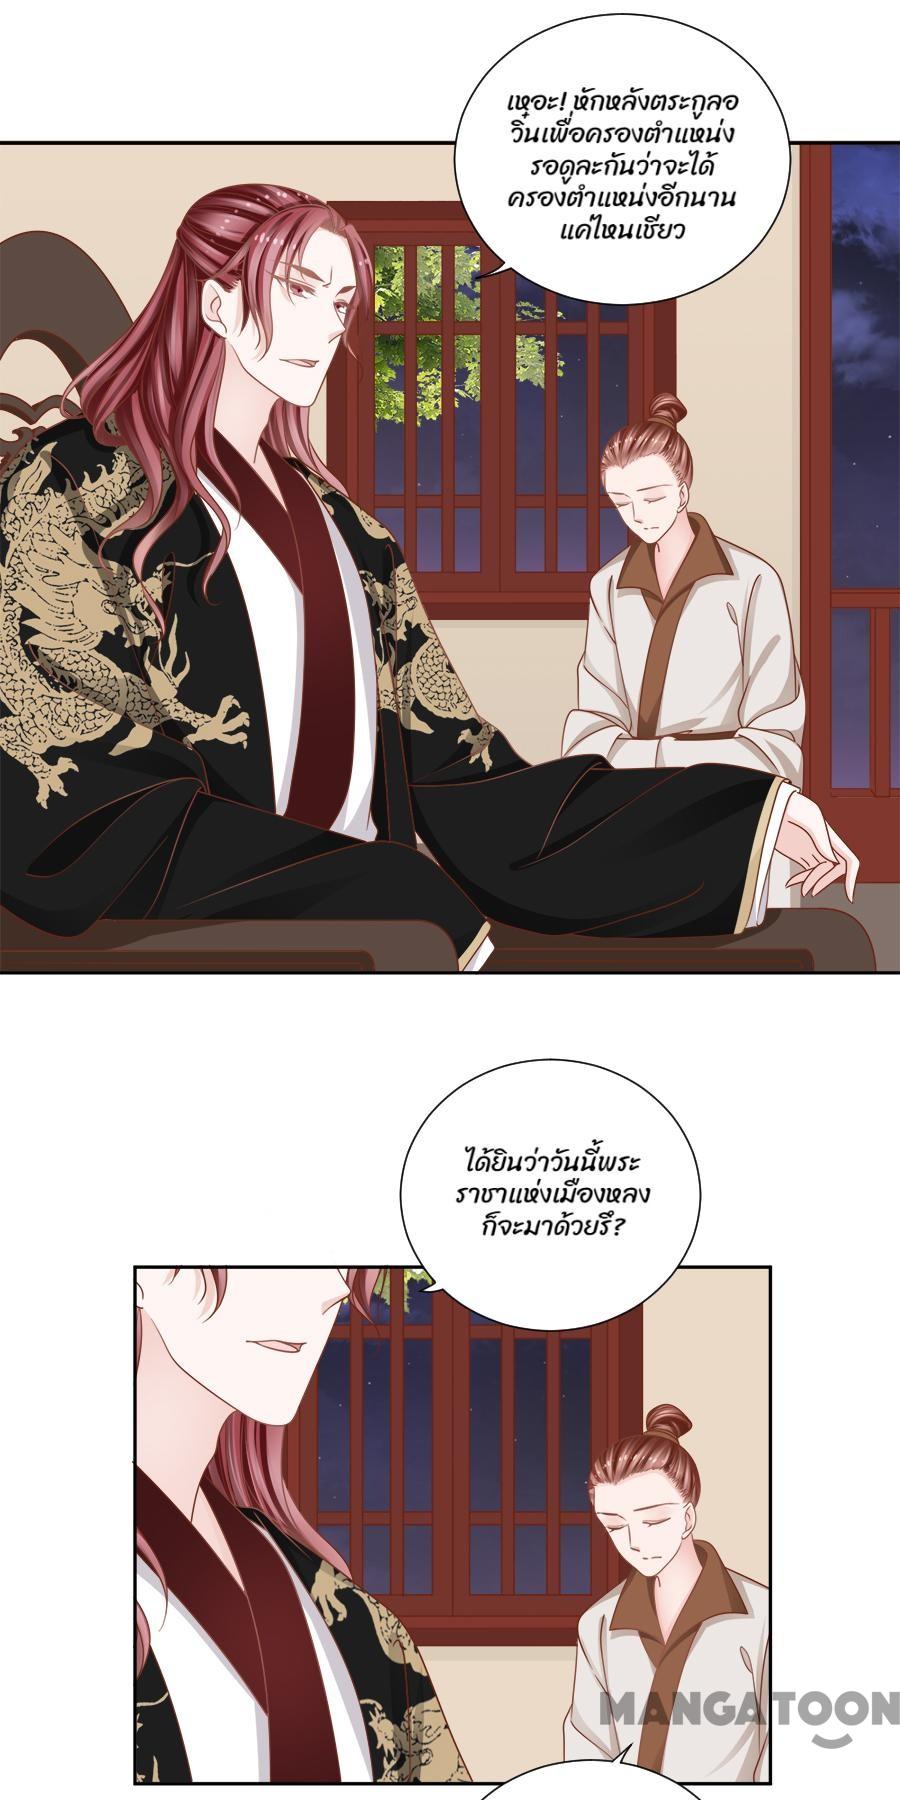 เหอะ! หักหลังตระกูลอ
วิ๋นเพื่อครองตำแหน่ง
รอดูละกันว่าจะได้
ครองตำแหน่งอีกนาน
แค่ไหนเชียว
ได้ยินว่าวันนี้พระ
ราชาแห่งเมืองหลง
ก็จะมาด้วยรึ?
MANGATOON